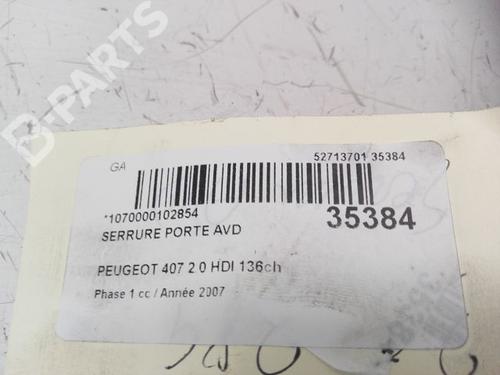 B-PARTS
GA
52713701 35384
*1070000102854
35384
SERRURE PORTE AVD
PEUGEOT 407 2 0 HDI 136ch
Phase 1 cc / Année 2007